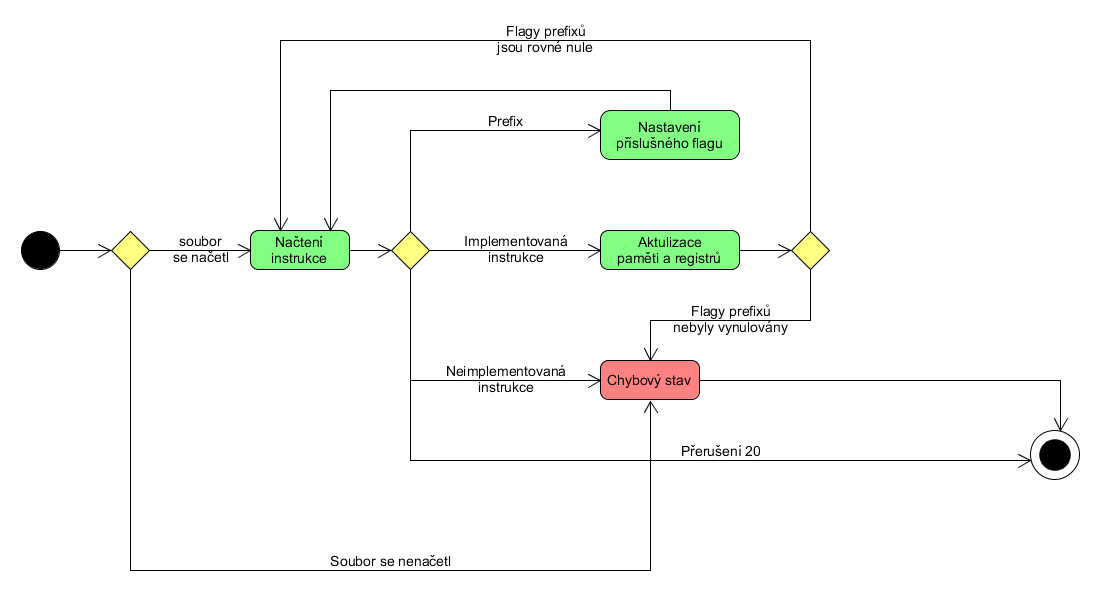 Flagy prefixů
jsou rovné nule
Prefix
Nastavení
příslušného flagu
soubor
se načetl
Načtení
instrukce
Implementovaná
instrukce
Aktulizace
paměti a registrů
Flagy prefixů
nebyly vynulovány
Neimplementovaná
instrukce
Chybový stav
Přerušení 20
Soubor se nenačetl